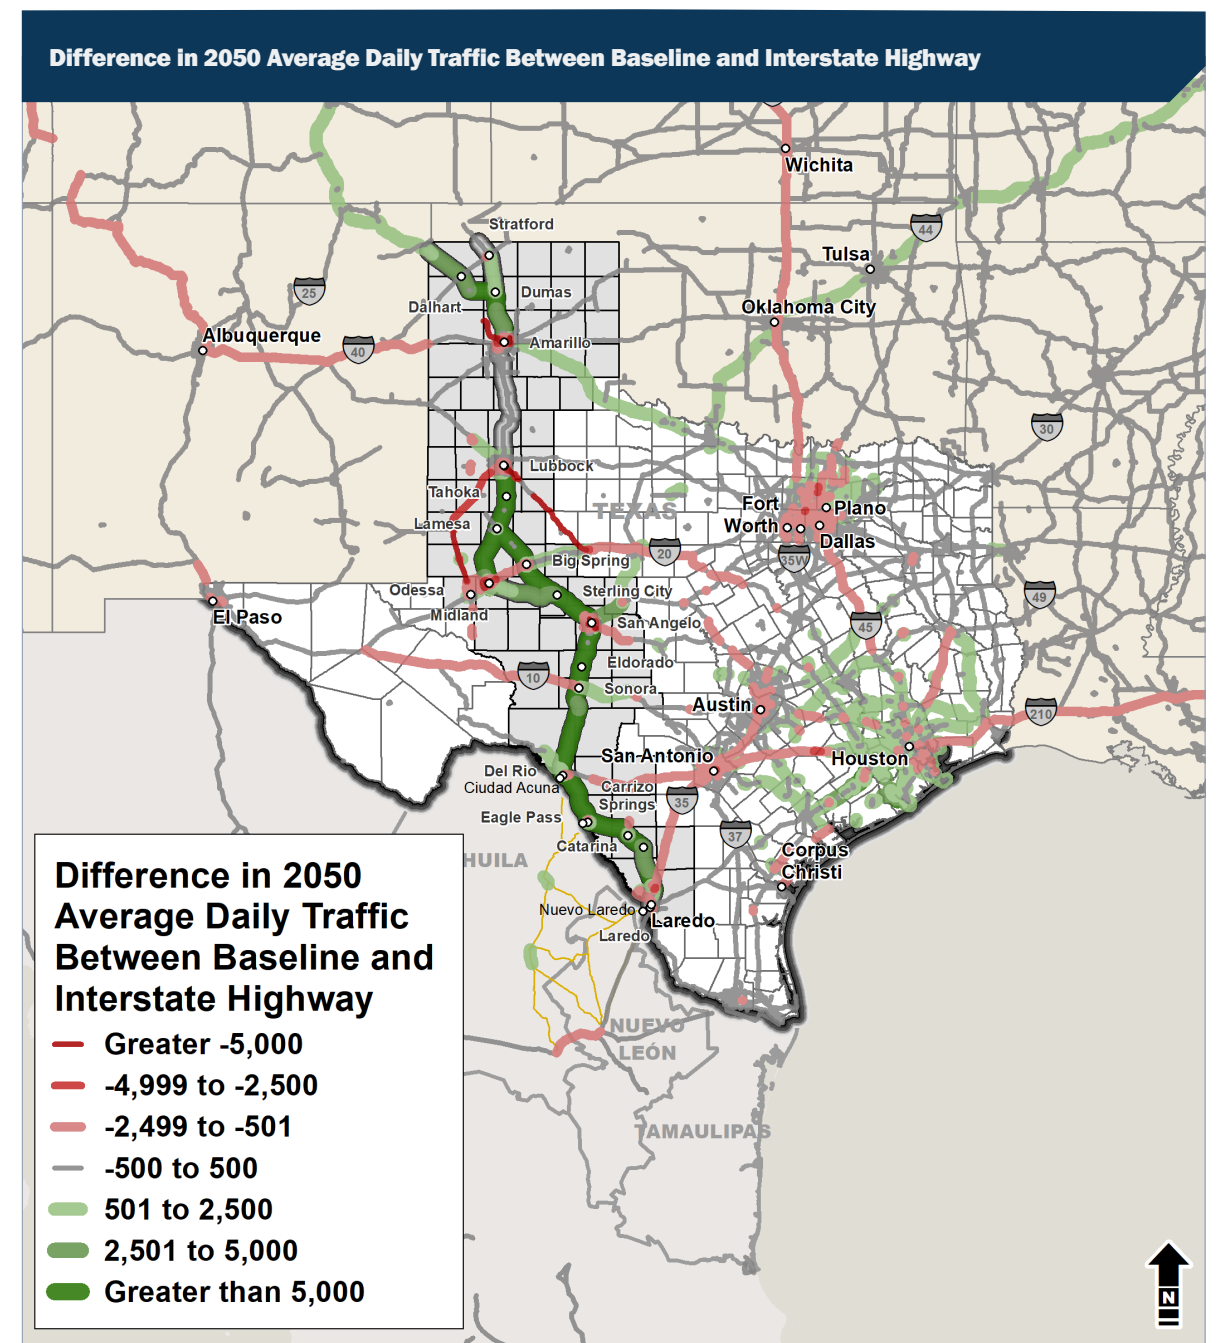 Difference in 2050 Average Daily Traffic Between Baseline and Interstate Highway
Wichita
Stratford
44
Tulsa
25
Dalhart
Dumas
Oklahoma City
Albuquerque
40
Amarillo
30
Lubbock
Tahoka
TEXAS
Fort
Worth
Plano
Lamesa
Dallas
20
35W
Big Spring
Odessa
Sterling City
49
El Paso
Midland
San Angelo
45
Eldorado
10
Sonora
Austin
210
San Antonio
Houston
Del Rio
Ciudad Acuna
Carrizo
Springs
35
Eagle Pass
37
Catarina
Corpus
Christi
HUILA
Nuevo Laredo
Laredo
Laredo
NUEVO
LEÓN
TAMAULIPAS
Difference in 2050
Average Daily Traffic
Between Baseline and
Interstate Highway
Greater -5,000
-4,999 to -2,500
-2,499 to -501
-500 to 500
501 to 2,500
2,501 to 5,000
Greater than 5,000
N